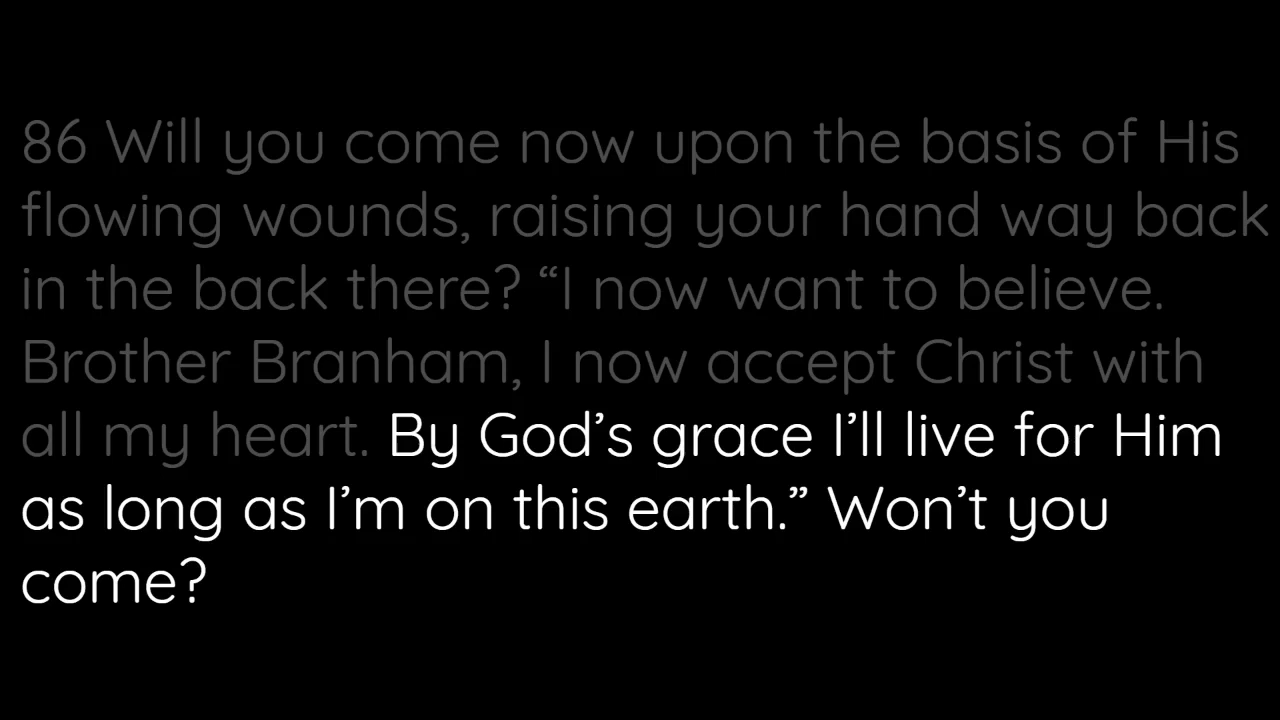 86 Will you come now upon the basis of His
flowing wounds, raising your hand way back
in the back there? “I now want to believe.
Brother Branham, I now accept Christ with
all my heart. By God’s grace I’ll live for Him
as long as I’m on this earth.” Won’t you
come?